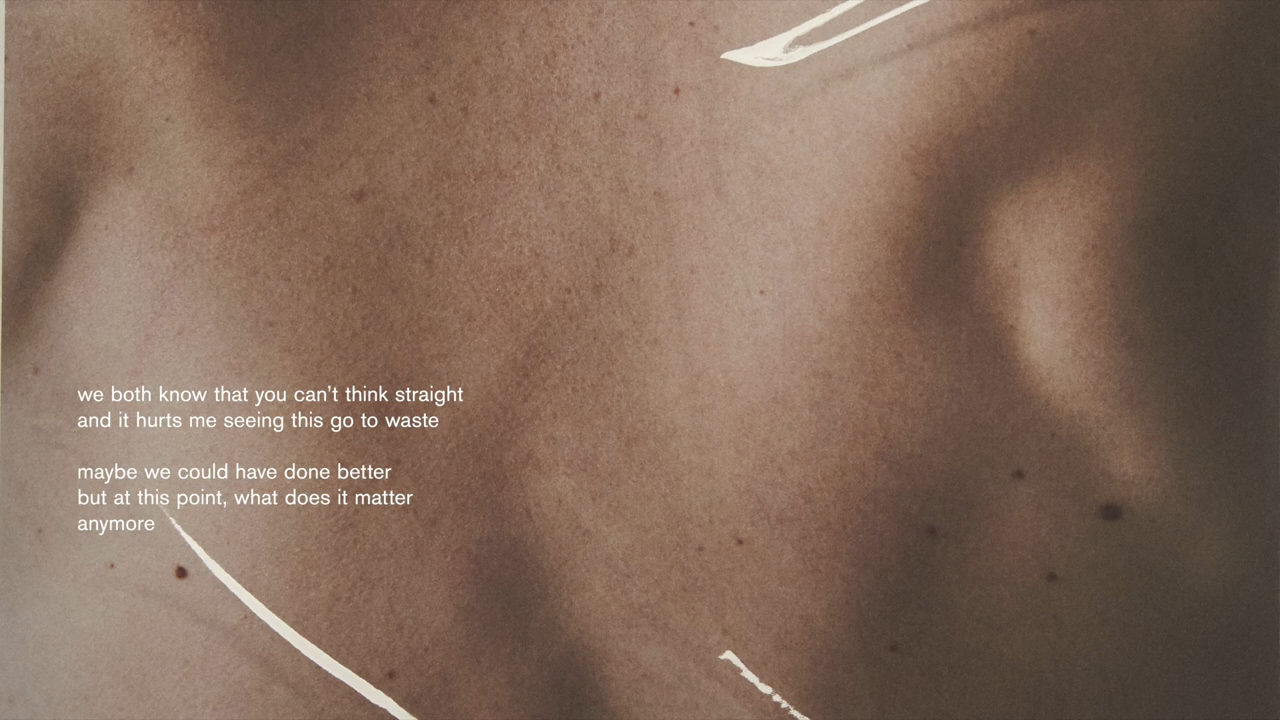 we both know that you can’t think straight
and it hurts me seeing this go to waste
maybe we could have done better
but at this point, what does it matter
anymore